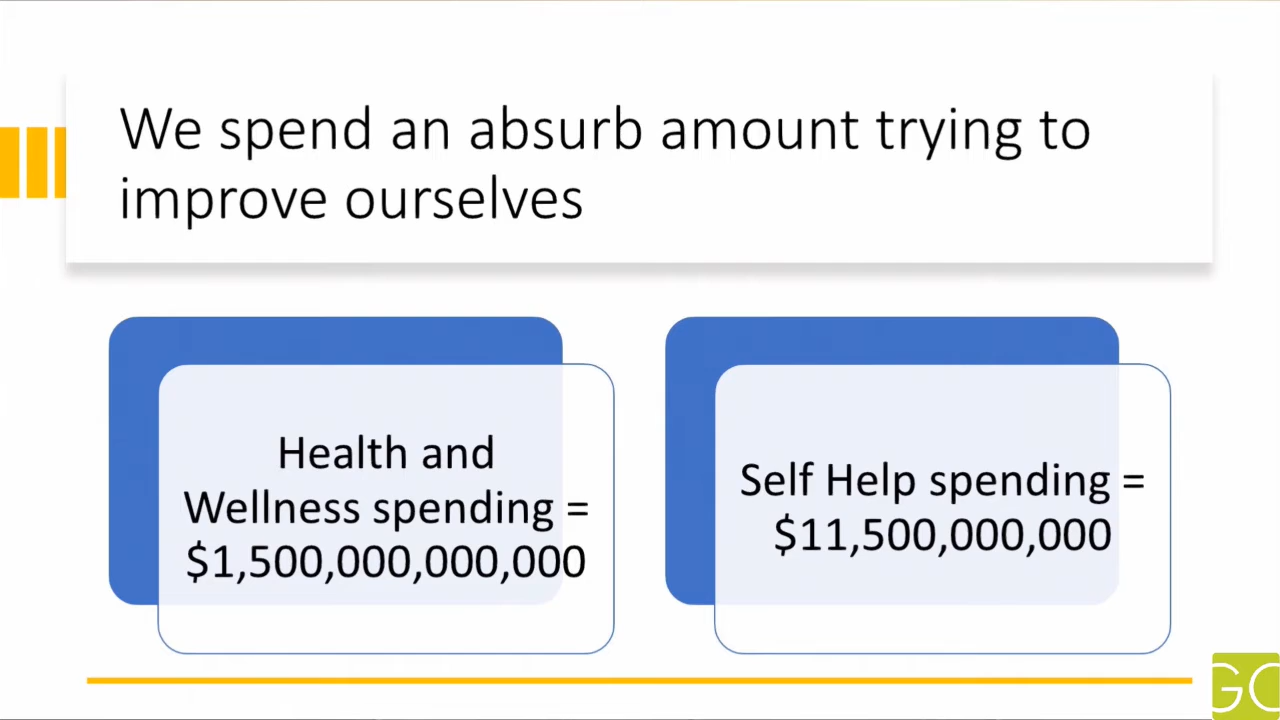 We spend an absurb amount trying to
improve ourselves
Health and
Wellness spending =
$1,500,000,000,000
Self Help spending =
$11,500,000,000
GC